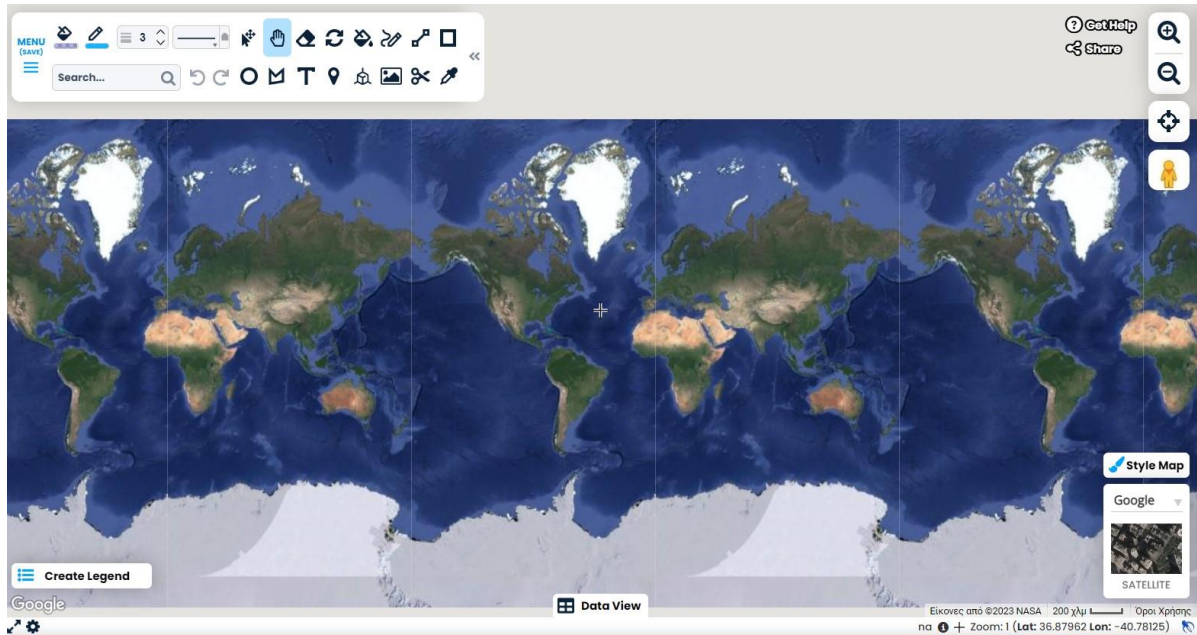 MENU
(SAVE)
3
Search...
Get Help
Share
Style Map
Google
SATELLITE
Create Legend
Google
Data View
Εικονες από ©2023 NASA 200 χλμ Όροι Χρήσης
na Zoom: 1 (Lat: 36.87962 Lon: -40.78125)